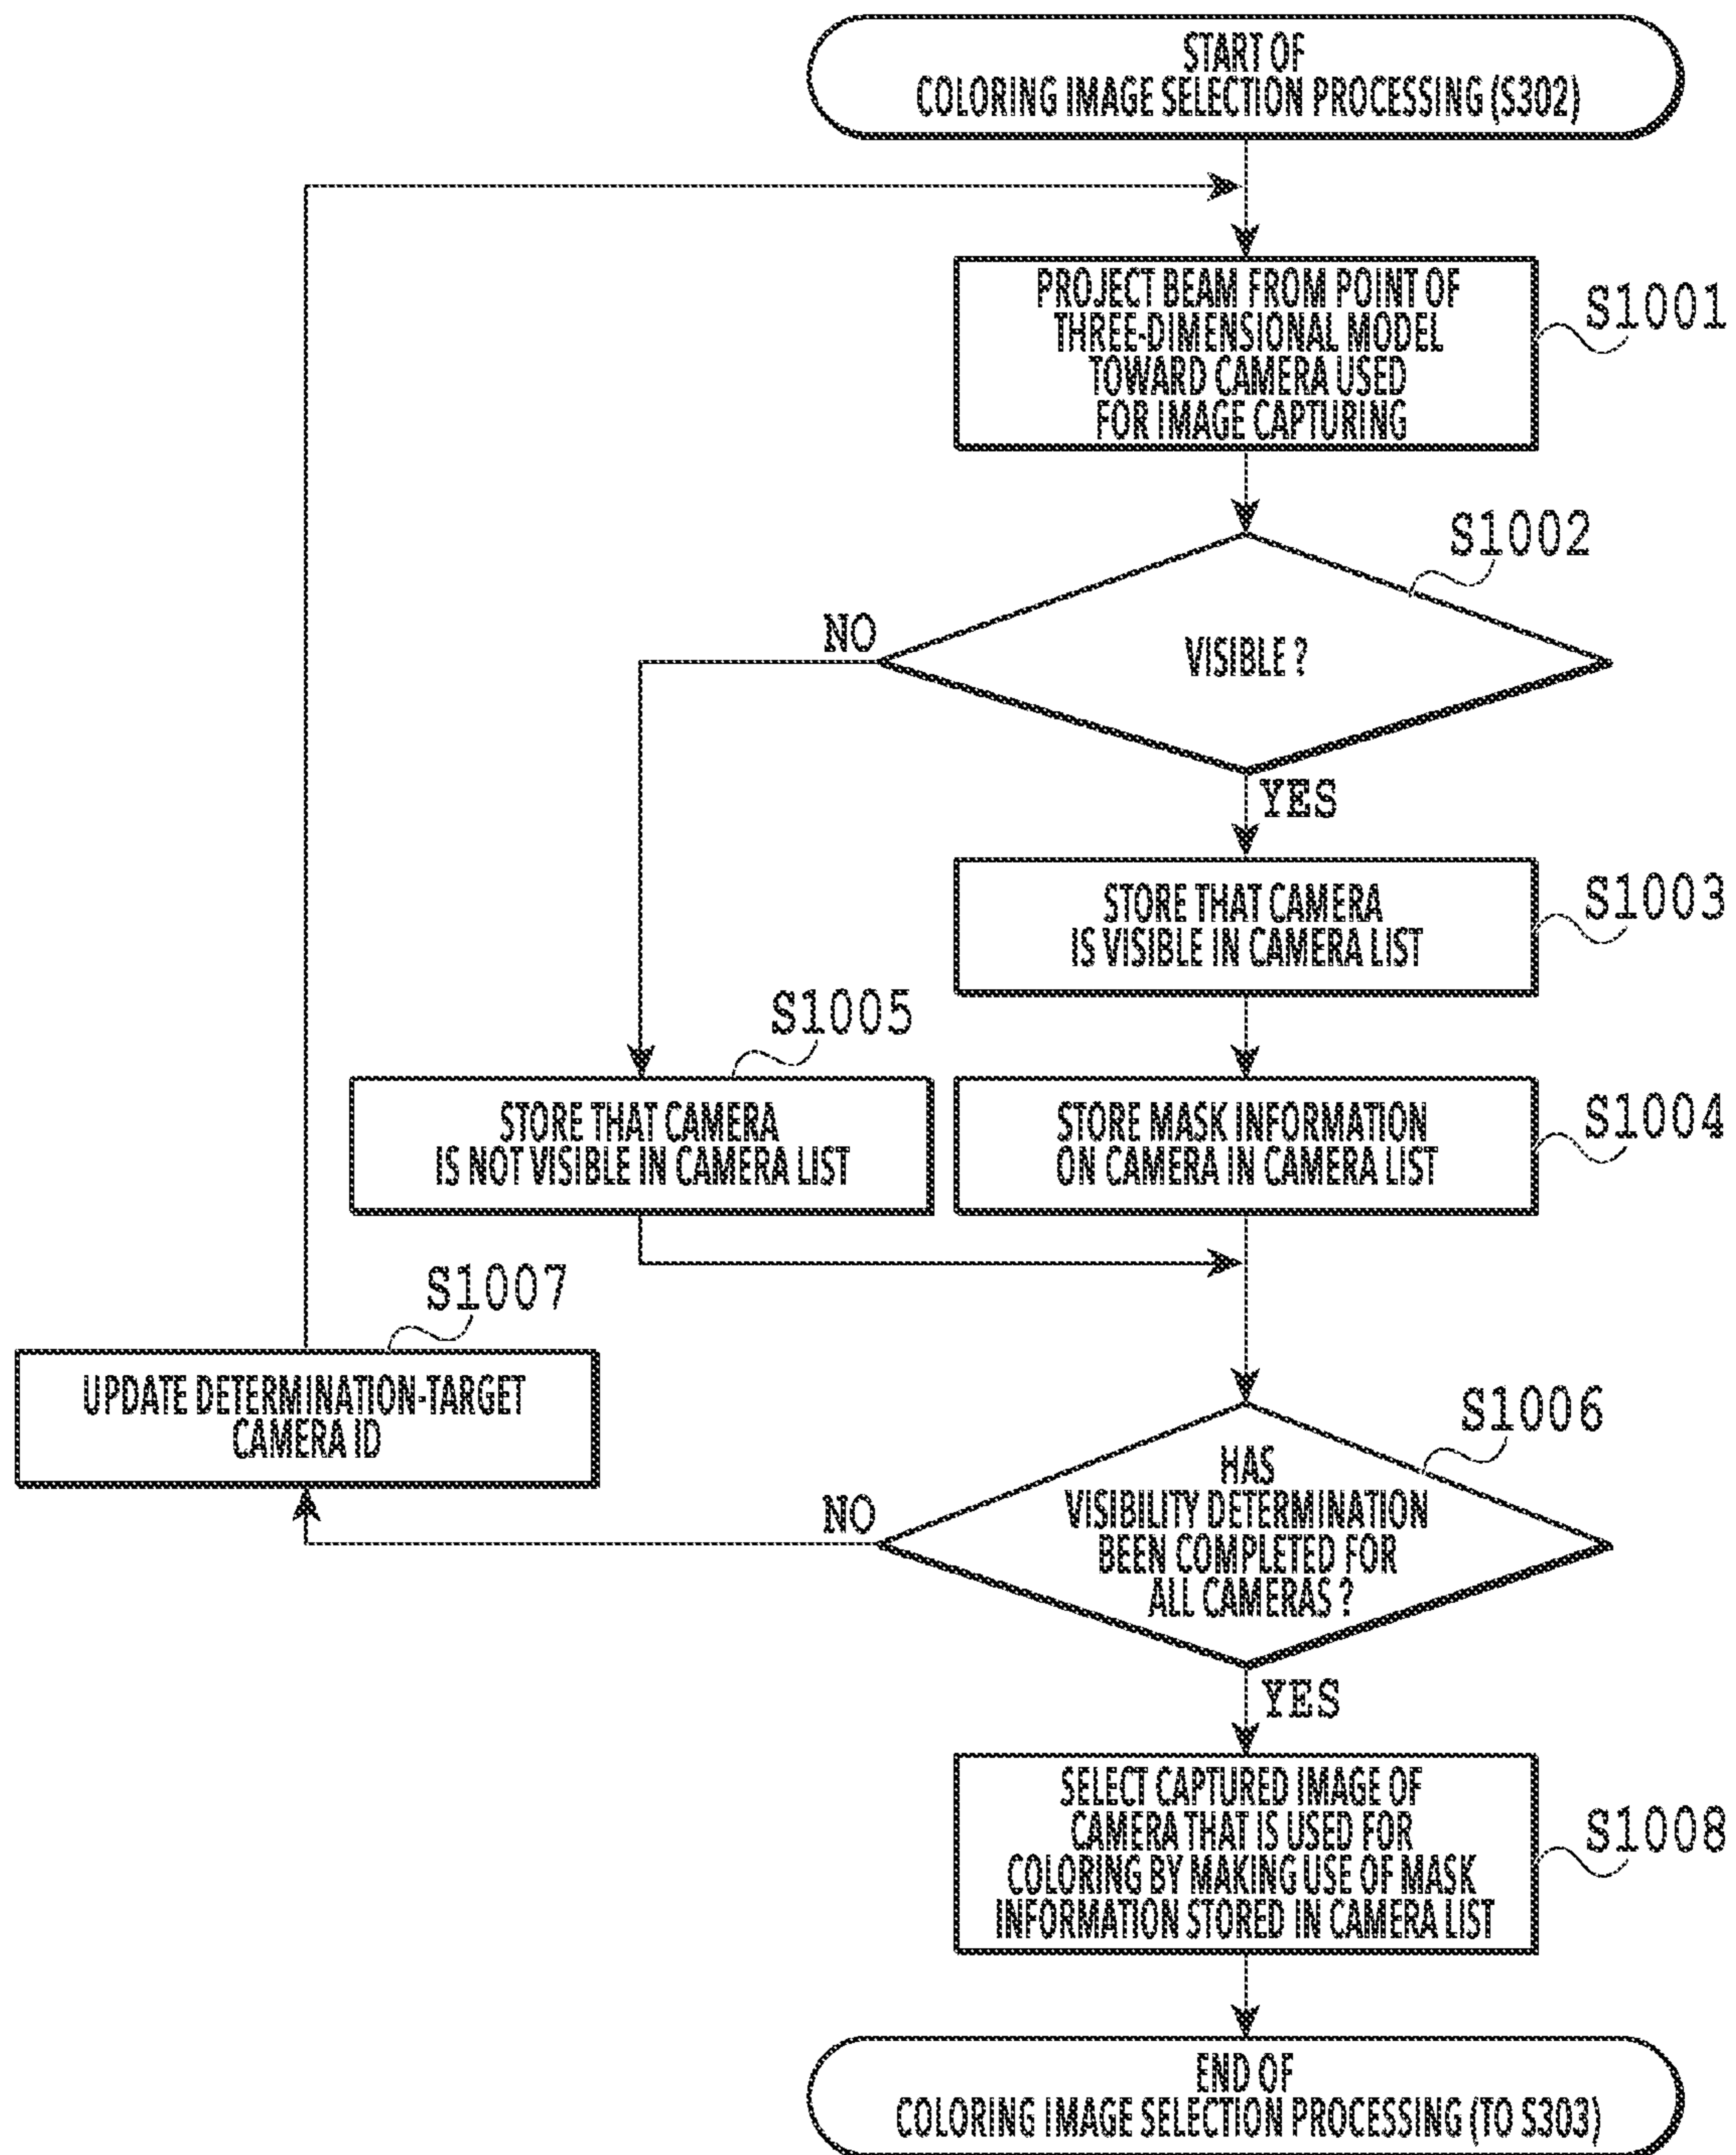 START OF
COLORING IMAGE SELECTION PROCESSING (S302)
PROJECT BEAM FROM POINT OF
THREE-DIMENSIONAL MODEL
TOWARD CAMERA USED
FOR IMAGE CAPTURING
S1001
S1002
VISIBLE ?
NO
YES
STORE THAT CAMERA
IS VISIBLE IN CAMERA LIST
S1003
S1005
STORE THAT CAMERA
IS NOT VISIBLE IN CAMERA LIST
STORE MASK INFORMATION
ON CAMERA IN CAMERA LIST
S1004
S1007
UPDATE DETERMINATION-TARGET
CAMERA ID
S1006
HAS
VISIBILITY DETERMINATION
BEEN COMPLETED FOR
ALL CAMERAS ?
NO
YES
SELECT CAPTURED IMAGE OF
CAMERA THAT IS USED FOR
COLORING BY MAKING USE OF MASK
INFORMATION STORED IN CAMERA LIST
S1008
END OF
COLORING IMAGE SELECTION PROCESSING (TO S303)